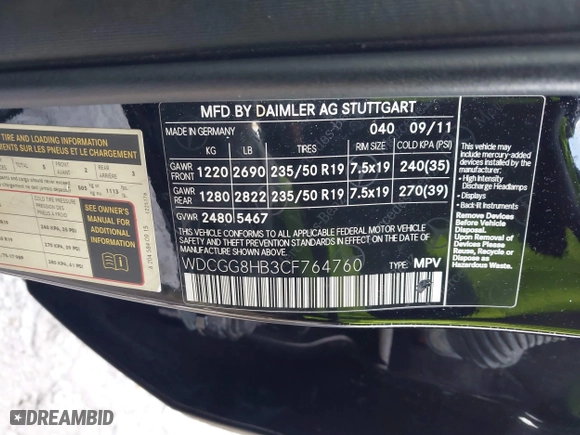 MFD BY DAIMLER AG STUTTGART
MADE IN GERMANY 040 09/11
KG LB TIRES RIM SIZE COLD KPA (PSI)
GAWR FRONT 1220 2690 235/50 R19 7.5x19 240(35)
GAWR REAR 1280 2822 235/50 R19 7.5x19 270(39)
GVWR 2480 5467
THIS VEHICLE CONFORMS TO ALL APPLICABLE FEDERAL
MOTOR VEHICLE SAFETY AND THEFT PREVENTION STANDARDS
IN EFFECT ON THE DATE OF MANUFACTURE SHOWN ABOVE.
WDCGG8HB3CF764760 TYPE: MPV
This vehicle may
include mercury-added
devices installed by
the manufacturer:
• High Intensity
Discharge Headlamps
• Displays
• Back-lit Instruments
Remove Devices
Before Vehicle
Disposal.
Upon Removal of
Devices Please
Reuse, Recycle or
Dispose as
Hazardous Waste.
TIRE AND LOADING INFORMATION
SUR LES PNEUS ET LE CHARGEMENT
SEE OWNER'S
MANUAL FOR
ADDITIONAL
INFORMATION
DREAMBID